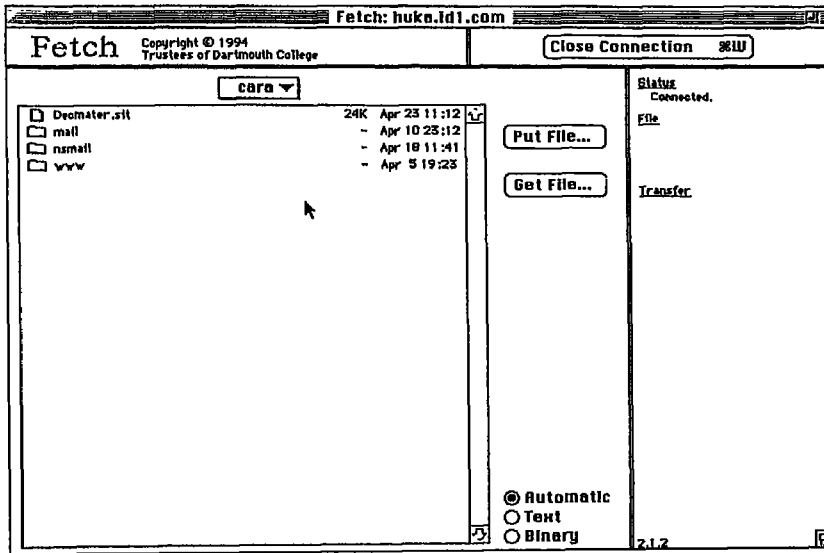 Fetch: huka.ld1.com
Fetch Copyright © 1994
Trustees of Dartmouth College
Close Connection ⌘W
cara
Decmater.sit 24K Apr 23 11:12
mail - Apr 10 23:12
nsmail - Apr 18 11:41
www - Apr 5 19:23
Put File...
Get File...
Automatic
Text
Binary
Status
Connected.
File
Transfer
2.1.2